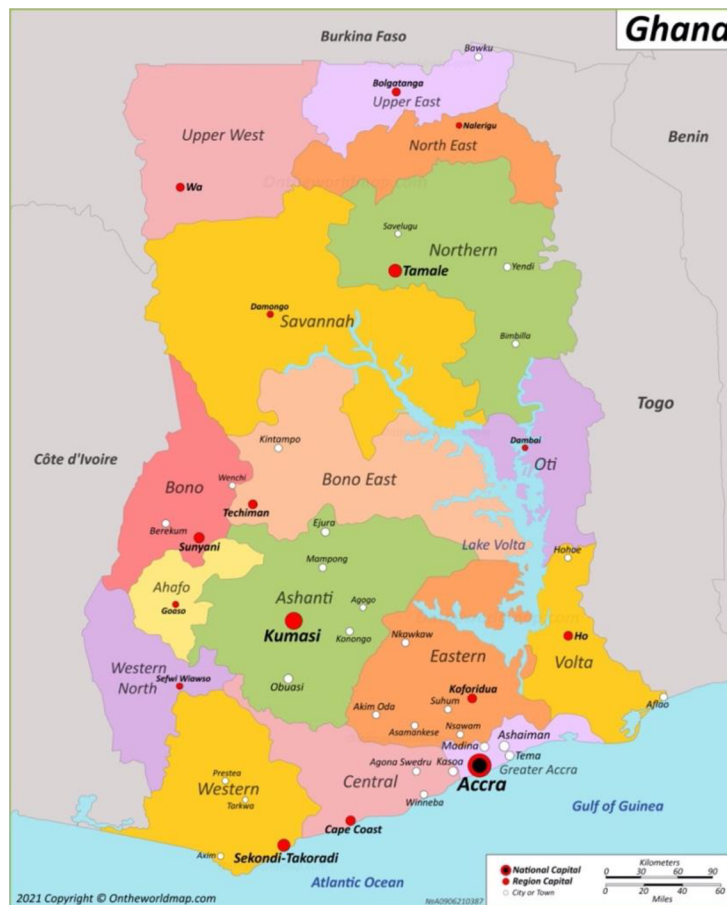 Ghana
Burkina Faso
Bawku
Bolgatanga
Upper East
Nalerigu
North East
Upper West
Benin
Wa
Savelugu
Northern
Tamale
Yendi
Damongo
Savannah
Bimbilla
Togo
Côte d'Ivoire
Kintampo
Dambai
Oti
Bono East
Bono
Wenchi
Techiman
Berekum
Sunyani
Ejura
Lake Volta
Hohoe
Mampong
Ahafo
Goaso
Ashanti
Agogo
Kumasi
Konongo
Nkawkaw
Ho
Eastern
Volta
Western
North
Sefwi Wiawso
Obuasi
Koforidua
Aflao
Akim Oda
Suhum
Asamankese
Nsawam
Madina
Ashaiman
Tema
Agona Swedru
Kasoa
Greater Accra
Accra
Prestea
Western
Tarkwa
Central
Winneba
Gulf of Guinea
Cape Coast
Axim
Sekondi-Takoradi
Atlantic Ocean
National Capital
Region Capital
City or Town
Kilometers
0 10 20 30 60 90
0 10 20 40 60
Miles
2021 Copyright © Ontheworldmap.com